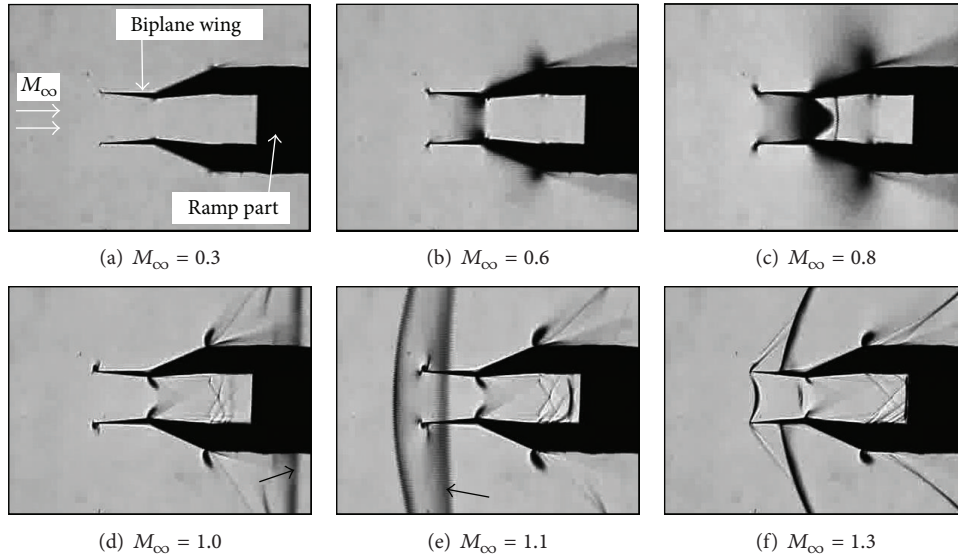 Biplane wing
M∞
Ramp part
(a) M∞ = 0.3
(b) M∞ = 0.6
(c) M∞ = 0.8
(d) M∞ = 1.0
(e) M∞ = 1.1
(f) M∞ = 1.3